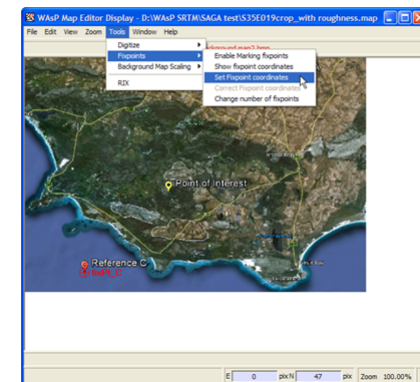 WAsP Map Editor Display - D:\WAsP SRTM\SAGA test\S35E019crop_with roughness.map
File Edit View Zoom Tools Window Help
Digitize
Fixpoints
Background Map Scaling
RIX
Enable Marking fixpoints
Show fixpoint coordinates
Set Fixpoint coordinates
Correct Fixpoint coordinates
Change number of fixpoints
Point of Interest
Reference C
E 0 pix N 47 pix Zoom 100.00%